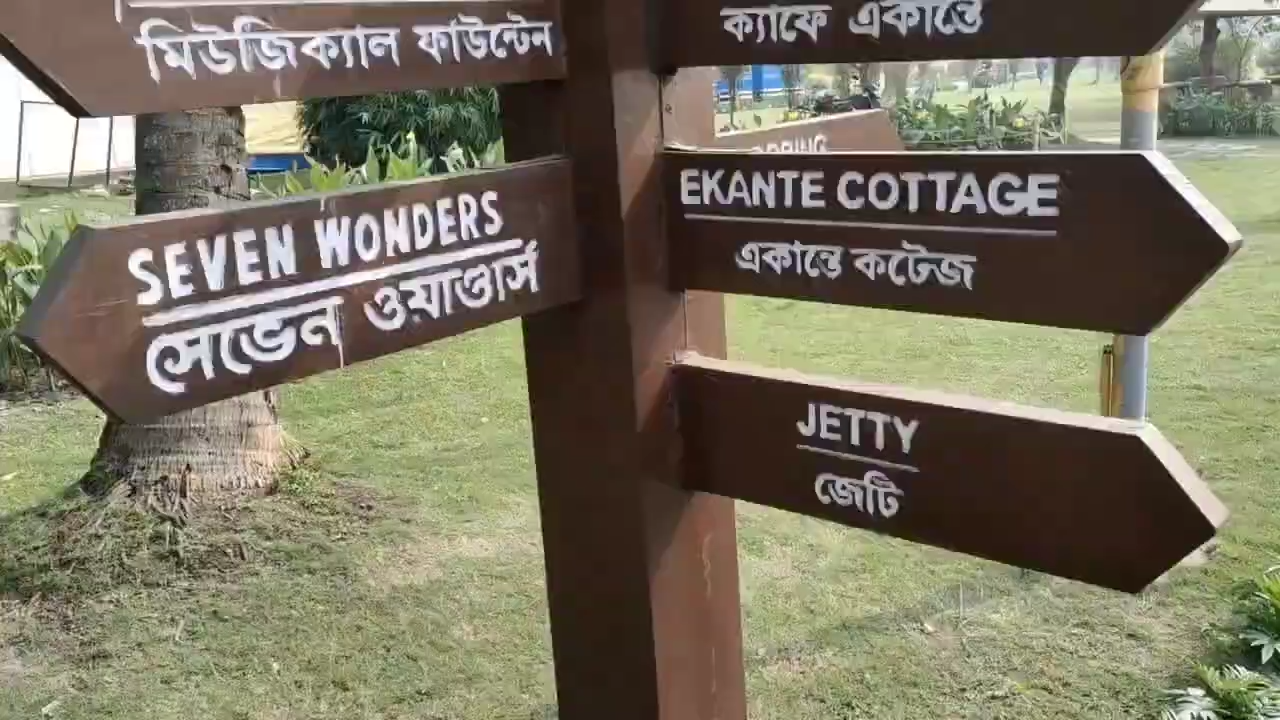 মিউজিক্যাল ফাউন্টেন
ক্যাফে একান্তে
SEVEN WONDERS
সেভেন ওয়াণ্ডার্স
EKANTE COTTAGE
একান্তে কটেজ
JETTY
জেটি